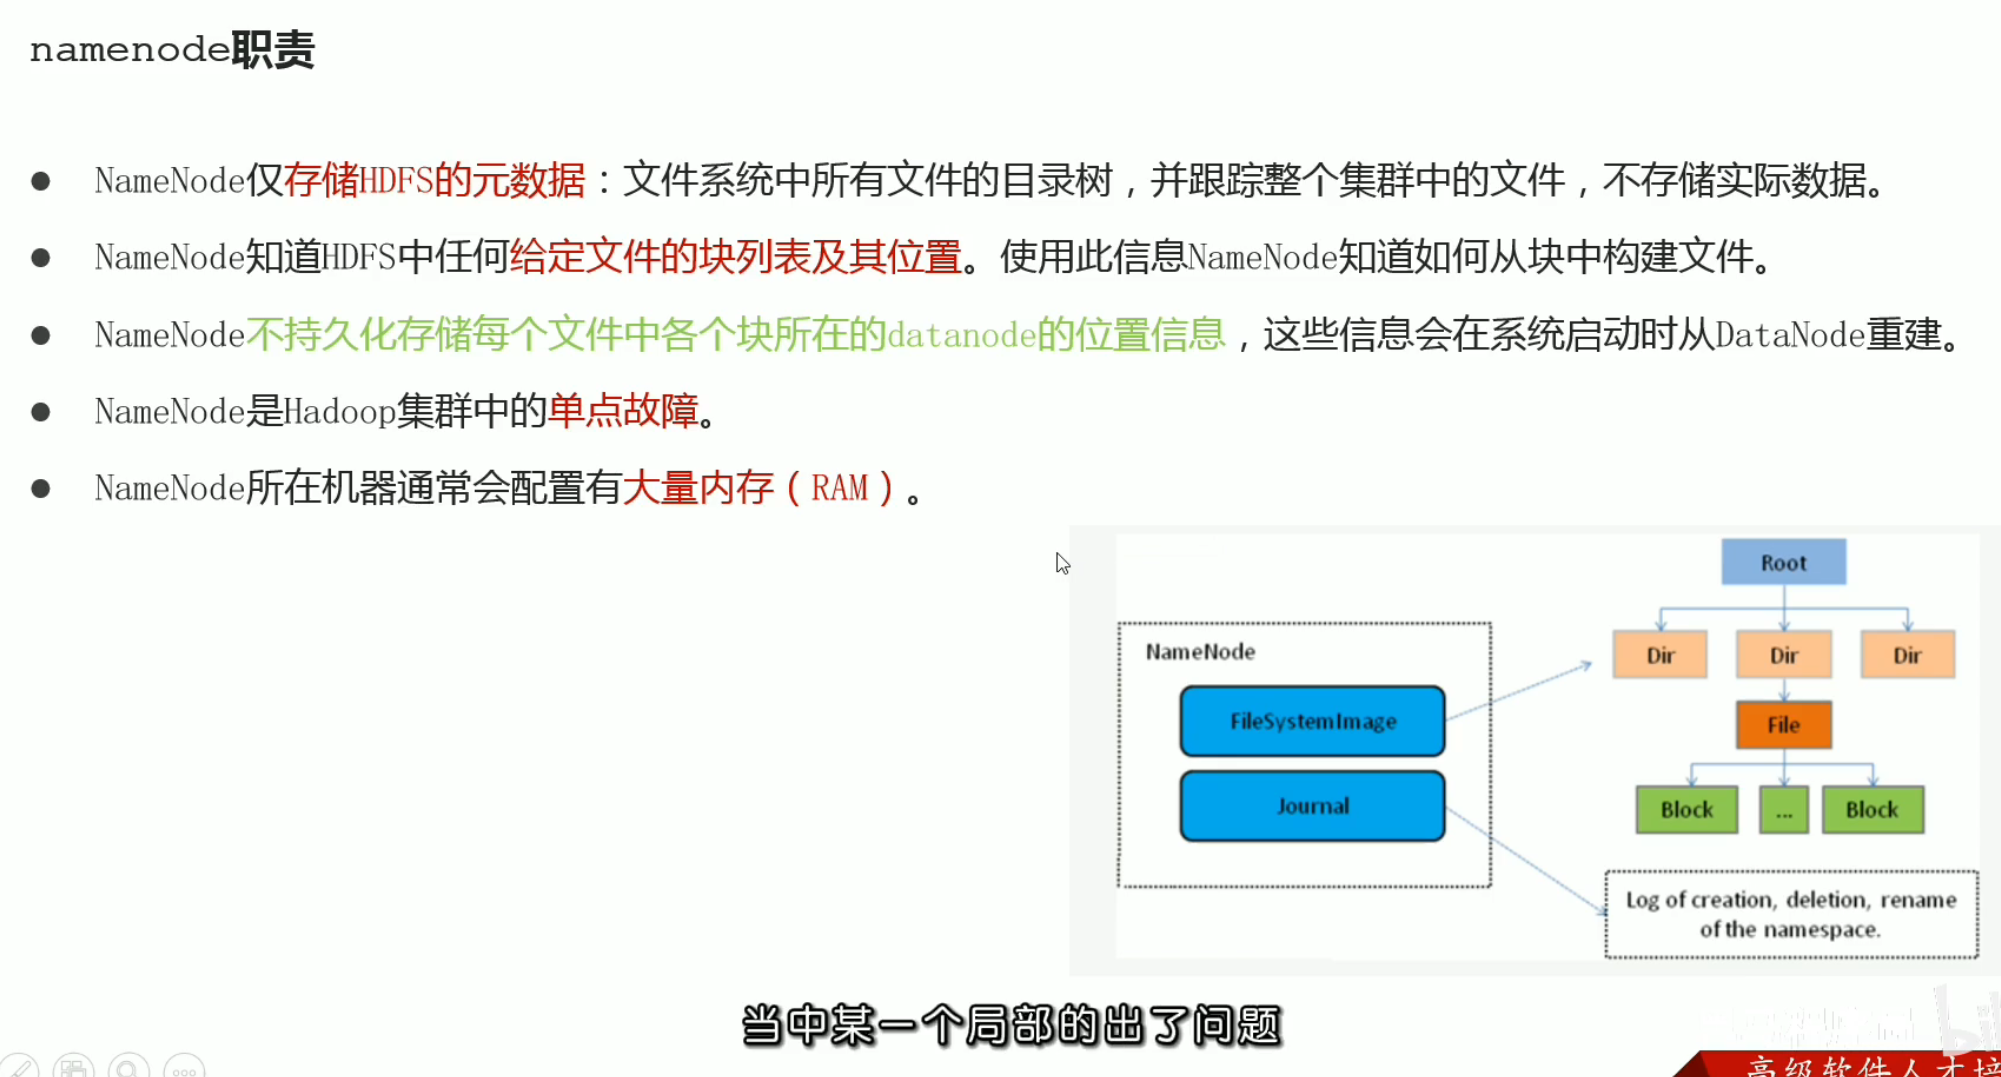 namenode职责
NameNode仅存储HDFS的元数据：文件系统中所有文件的目录树，并跟踪整个集群中的文件，不存储实际数据。
NameNode知道HDFS中任何给定文件的块列表及其位置。使用此信息NameNode知道如何从块中构建文件。
NameNode不持久化存储每个文件中各个块所在的datanode的位置信息，这些信息会在系统启动时从DataNode重建。
NameNode是Hadoop集群中的单点故障。
NameNode所在机器通常会配置有大量内存（RAM）。
Root
NameNode
Dir
Dir
Dir
FileSystemImage
File
Journal
Block
...
Block
Log of creation, deletion, rename
of the namespace.
当中某一个局部的出了问题
高级软件人才培